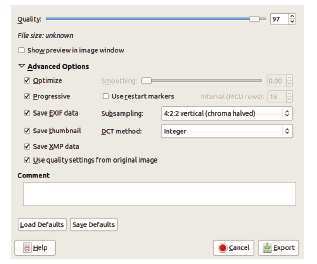 Quality: 97
File size: unknown
Show preview in image window
Advanced Options
Optimize Smoothing: 0.00
Progressive Use restart markers Interval (MCU rows): 16
Save EXIF data Subsampling: 4:2:2 vertical (chroma halved)
Save thumbnail DCT method: Integer
Save XMP data
Use quality settings from original image
Comment
Load Defaults Save Defaults
Help Cancel Export